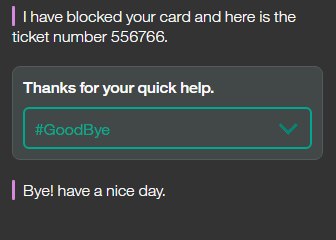 I have blocked your card and here is the
ticket number 556766.
Thanks for your quick help.
#GoodBye
Bye! have a nice day.